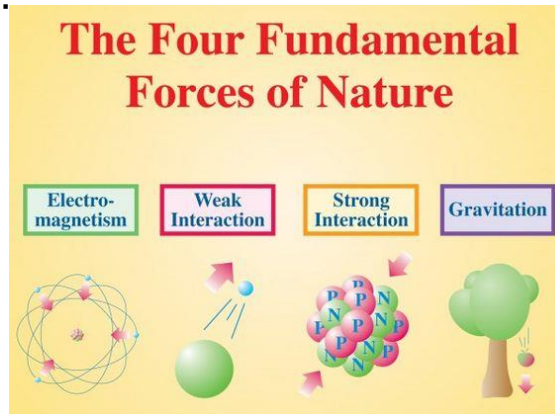 The Four Fundamental
Forces of Nature
Electro-
magnetism
Weak
Interaction
Strong
Interaction
Gravitation
P
P
N
P
N
P
N
P
P
N
P
N
P
N